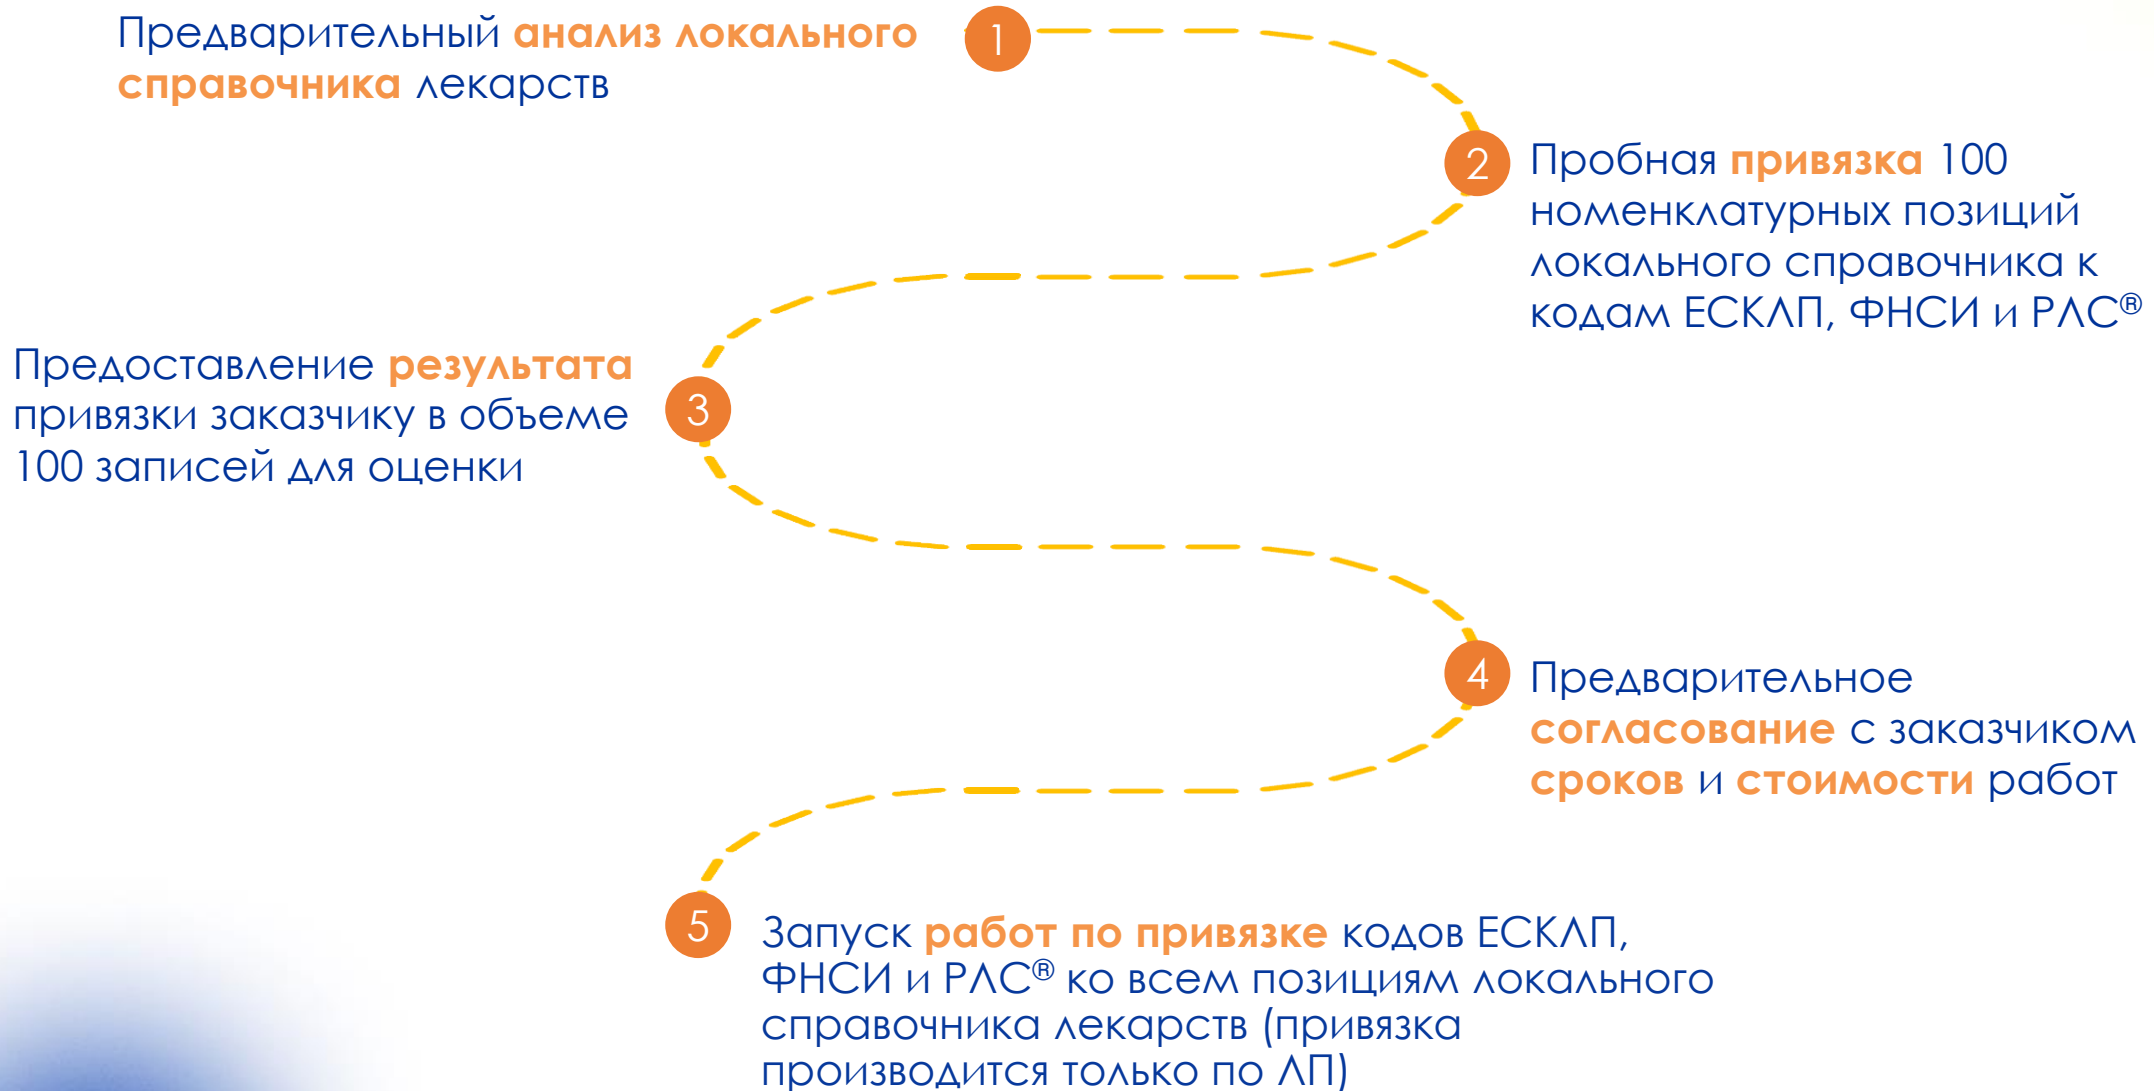 Предварительный анализ локального
справочника лекарств
1
2
Пробная привязка 100
номенклатурных позиций
локального справочника к
кодам ЕСКЛП, ФНСИ и РЛС®
Предоставление результата
привязки заказчику в объеме
100 записей для оценки
3
4
Предварительное
согласование с заказчиком
сроков и стоимости работ
5
Запуск работ по привязке кодов ЕСКЛП,
ФНСИ и РЛС® ко всем позициям локального
справочника лекарств (привязка
производится только по ЛП)